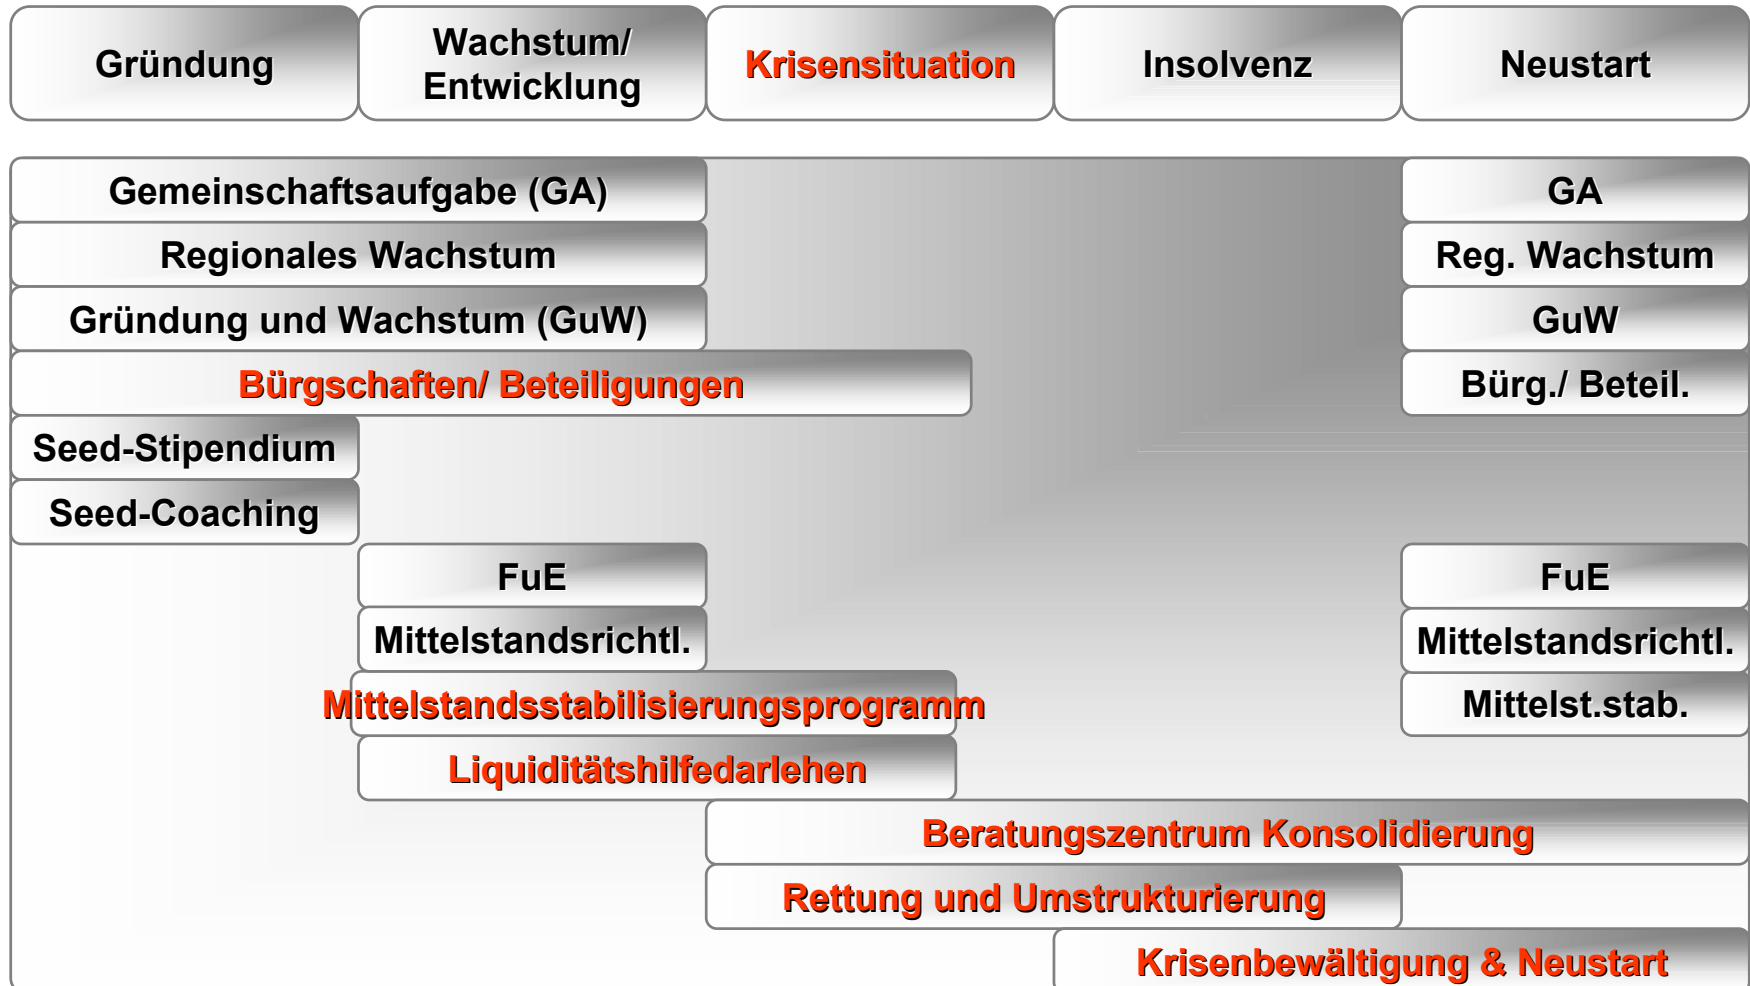 Gründung
Wachstum/
Entwicklung
Krisensituation
Insolvenz
Neustart
Gemeinschaftsaufgabe (GA)
GA
Regionales Wachstum
Reg. Wachstum
Gründung und Wachstum (GuW)
GuW
Bürgschaften/ Beteiligungen
Bürg./ Beteil.
Seed-Stipendium
Seed-Coaching
FuE
FuE
Mittelstandsrichtl.
Mittelstandsrichtl.
Mittelstandsstabilisierungsprogramm
Mittelst.stab.
Liquiditätshilfedarlehen
Beratungszentrum Konsolidierung
Rettung und Umstrukturierung
Krisenbewältigung & Neustart